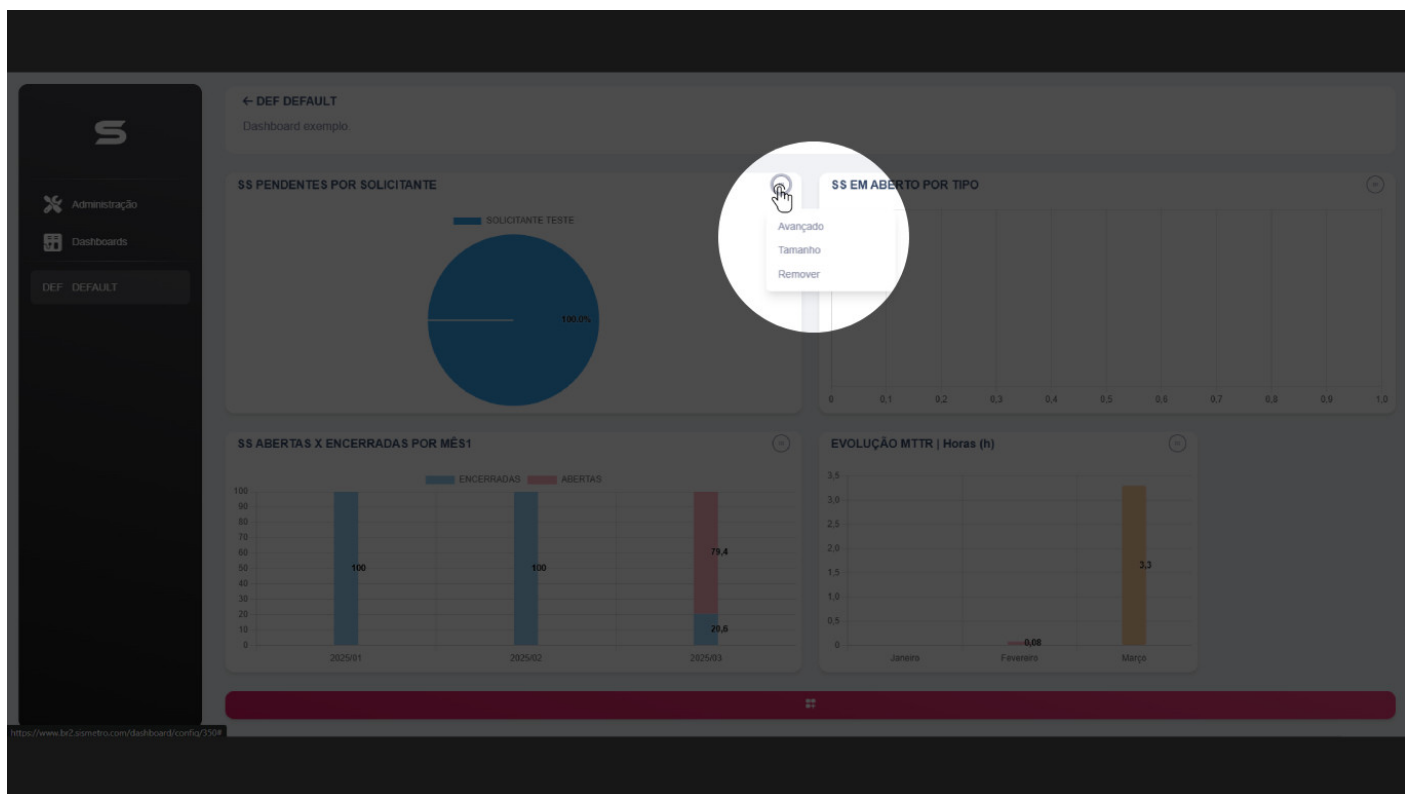 S
← DEF DEFAULT
Dashboard exemplo.
Administração
Dashboards
DEF DEFAULT
SS PENDENTES POR SOLICITANTE
SOLICITANTE TESTE
100.0%
Avançado
Tamanho
Remover
SS EM ABERTO POR TIPO
0 0,1 0,2 0,3 0,4 0,5 0,6 0,7 0,8 0,9 1,0
SS ABERTAS X ENCERRADAS POR MÊS1
ENCERRADAS ABERTAS
100
90
80
70
60
50
40
30
20
10
0
100
100
79,4
20,6
2025/01 2025/02 2025/03
EVOLUÇÃO MTTR | Horas (h)
3,5
3,0
2,5
2,0
1,5
1,0
0,5
0
0,08
3,3
Janeiro Fevereiro Março
https://www.br2.sismetro.com/dashboard/config/350#